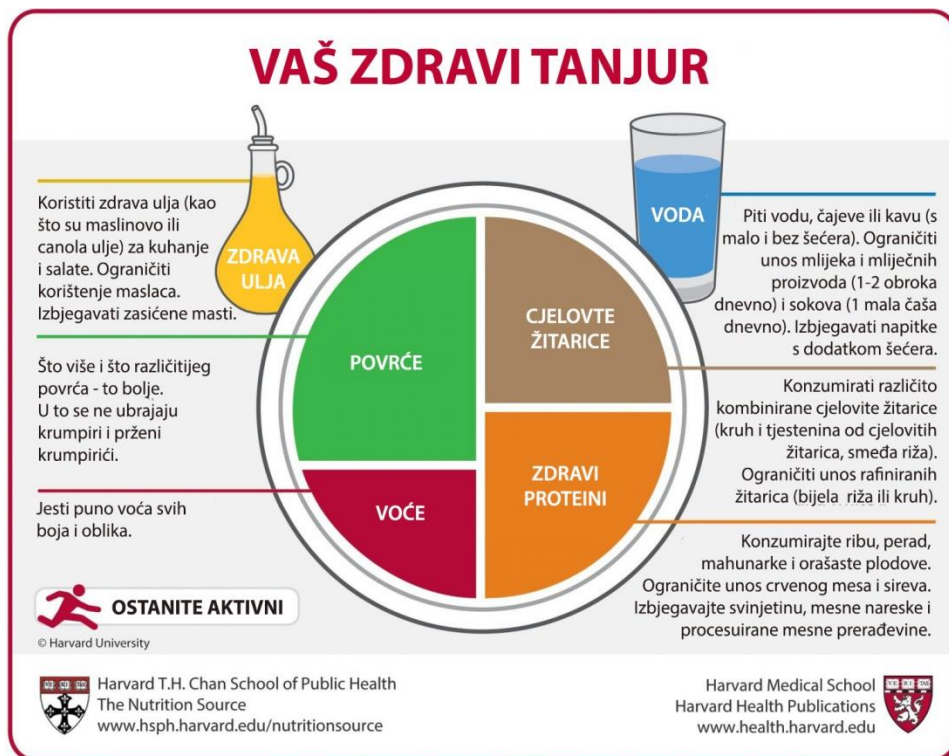 VAŠ ZDRAVI TANJUR
Koristiti zdrava ulja (kao
što su maslinovo ili
canola ulje) za kuhanje
i salate. Ograničiti
korištenje maslaca.
Izbjegavati zasićene masti.
ZDRAVA
ULJA
Što više i što različitijeg
povrća - to bolje.
U to se ne ubrajaju
krumpiri i prženi
krumpirići.
Jesti puno voća svih
boja i oblika.
POVRĆE
VOĆE
CJELOVTE
ŽITARICE
ZDRAVI
PROTEINI
VODA
Piti vodu, čajeve ili kavu (s
malo i bez šećera). Ograničiti
unos mlijeka i mliječnih
proizvoda (1-2 obroka
dnevno) i sokova (1 mala čaša
dnevno). Izbjegavati napitke
s dodatkom šećera.
Konzumirati različito
kombinirane cjelovite žitarice
(kruh i tjestenina od cjelovitih
žitarica, smeđa riža).
Ograničiti unos rafiniranih
žitarica (bijela riža ili kruh).
Konzumirajte ribu, perad,
mahunarke i orašaste plodove.
Ograničite unos crvenog mesa i sireva.
Izbjegavajte svinjetinu, mesne nareske i
procesuirane mesne prerađevine.
OSTANITE AKTIVNI
© Harvard University
Harvard T.H. Chan School of Public Health
The Nutrition Source
www.hsph.harvard.edu/nutritionsource
Harvard Medical School
Harvard Health Publications
www.health.harvard.edu